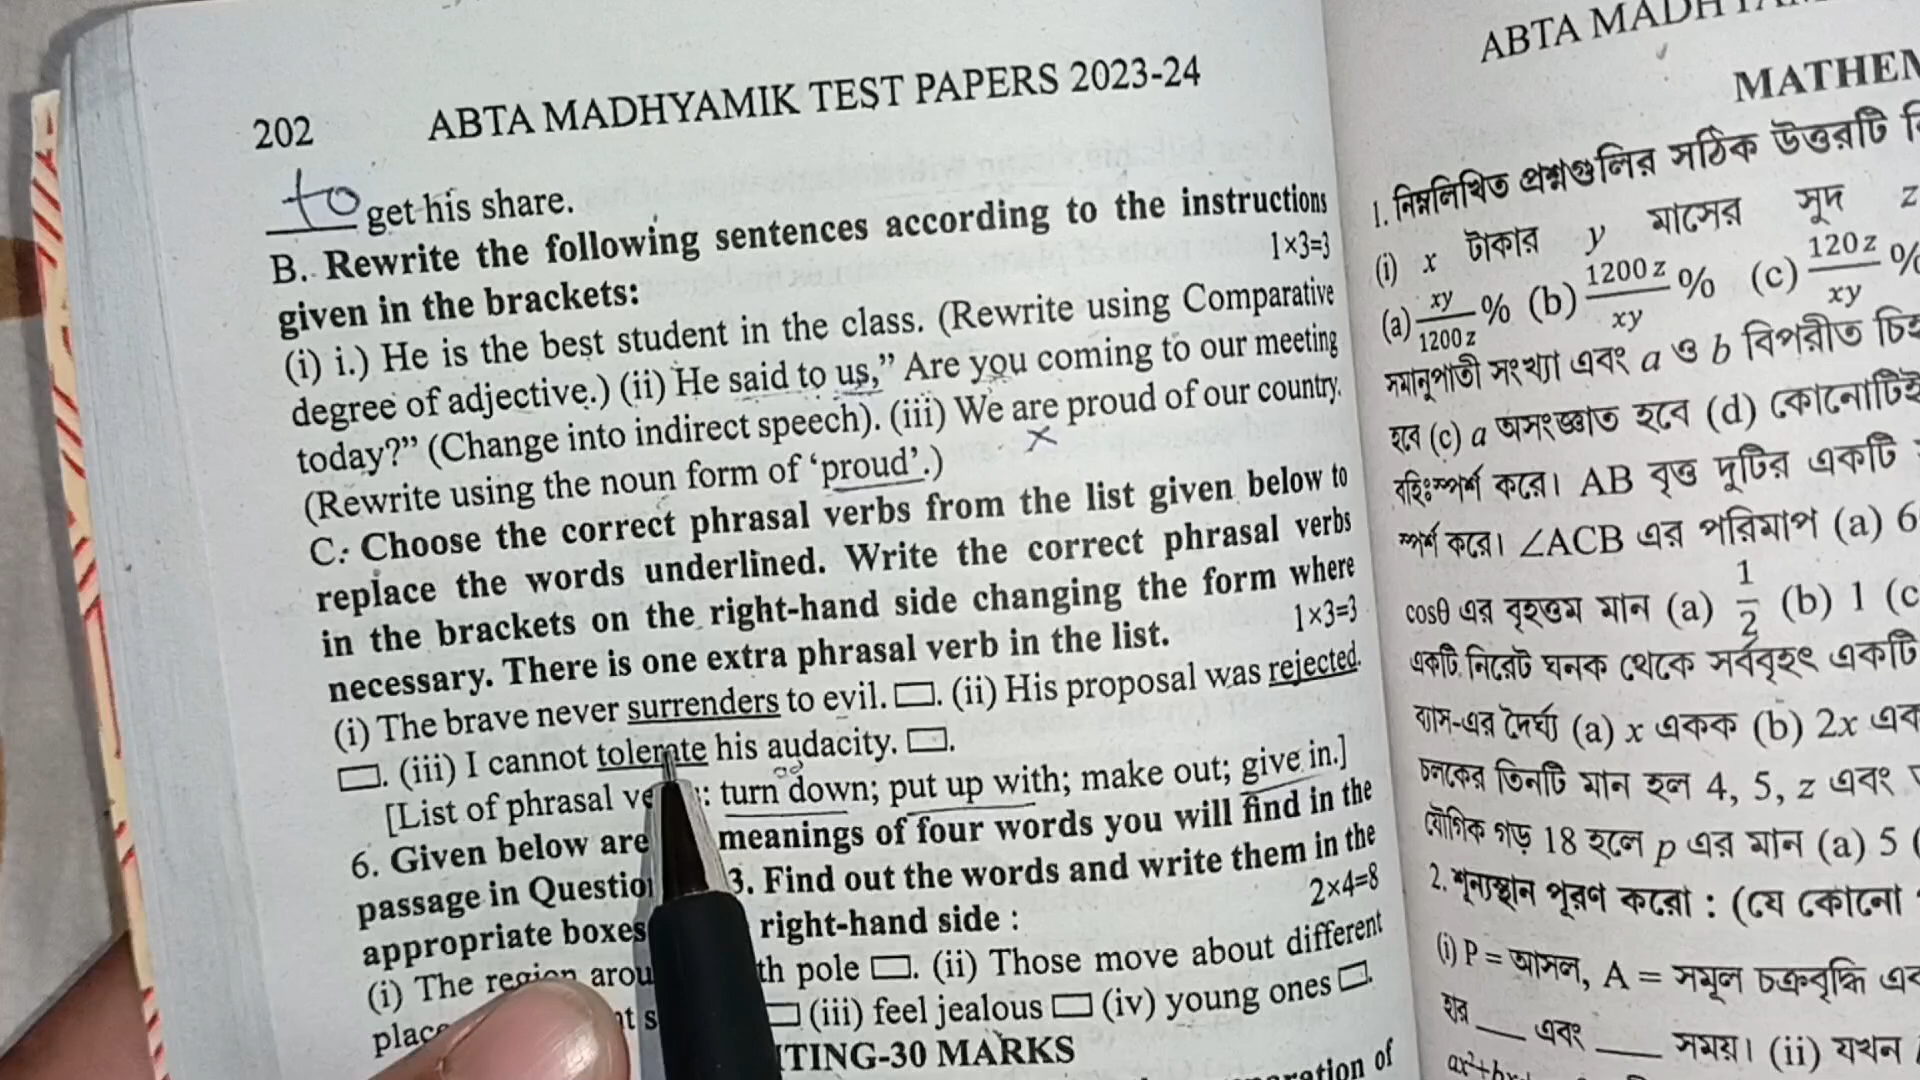 202 ABTA MADHYAMIK TEST PAPERS 2023-24
to get his share.
B. Rewrite the following sentences according to the instructions
given in the brackets: 1×3=3
(i) i.) He is the best student in the class. (Rewrite using Comparative
degree of adjective.) (ii) He said to us,” Are you coming to our meeting
today?” (Change into indirect speech). (iii) We are proud of our country.
(Rewrite using the noun form of ‘proud’.)
C. Choose the correct phrasal verbs from the list given below to
replace the words underlined. Write the correct phrasal verbs
in the brackets on the right-hand side changing the form where
necessary. There is one extra phrasal verb in the list. 1×3=3
(i) The brave never surrenders to evil. (ii) His proposal was rejected.
(iii) I cannot tolerate his audacity.
[List of phrasal : turn down; put up with; make out; give in.]
6. Given below are meanings of four words you will find in the
passage in 3. Find out the words and write them in the
appropriate boxes right-hand side : 2×4=8
(i) The region pole (ii) Those move about different
(iii) feel jealous (iv) young ones
30 MARKS
of
ABTA
1. নিম্নলিখিত প্রশ্নগুলির সঠিক উত্তরটি
(i) x টাকার y মাসের সুদ z
(a) xy/1200z % (b) 1200z/xy % (c) 120z/xy %
সমানুপাতী সংখ্যা এবং a ও b বিপরীত
হবে (c) a অসংজ্ঞাত হবে (d) কোনোটিই
বহিঃস্পর্শ করে। AB বৃত্ত দুটির একটি
স্পর্শ করে। ∠ACB এর পরিমাপ (a)
cosθ এর বৃহত্তম মান (a) 1/2 (b) 1
একটি নিরেট ঘনক থেকে সর্ববৃহৎ একটি
ব্যাস-এর দৈর্ঘ্য (a) x একক (b) 2x
চলকের তিনটি মান হল 4, 5, z এবং
যৌগিক গড় 18 হলে p এর মান (a) 5
2. শূন্যস্থান পূরণ করো : (যে কোনো
(i) P = আসল, A = সমূল চক্রবৃদ্ধি
হার ___ এবং ___ সময়। (ii) যখন